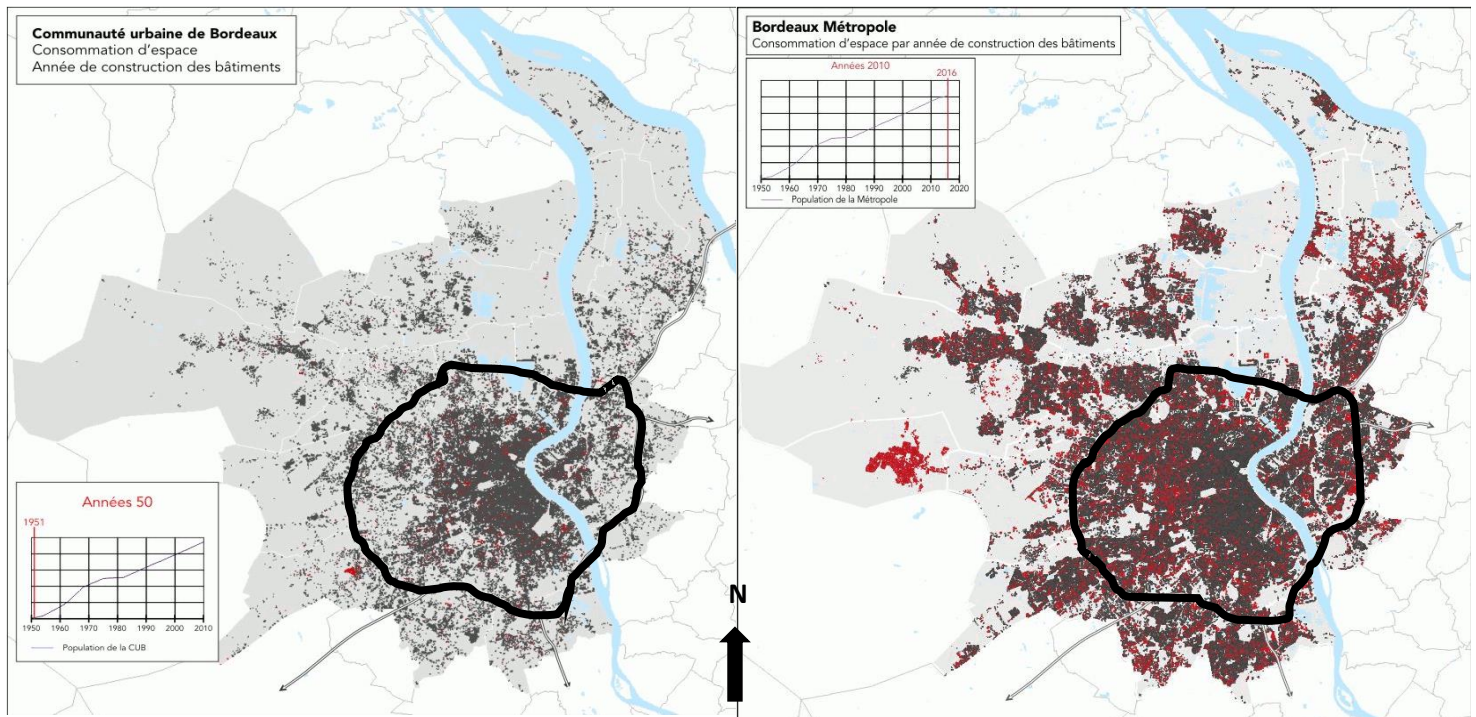 Communauté urbaine de Bordeaux
Consommation d'espace
Année de construction des bâtiments
Années 50
1951
1950 1960 1970 1980 1990 2000 2010
Population de la CUB
N
Bordeaux Métropole
Consommation d'espace par année de construction des bâtiments
Années 2010
2016
1950 1960 1970 1980 1990 2000 2010 2020
Population de la Métropole